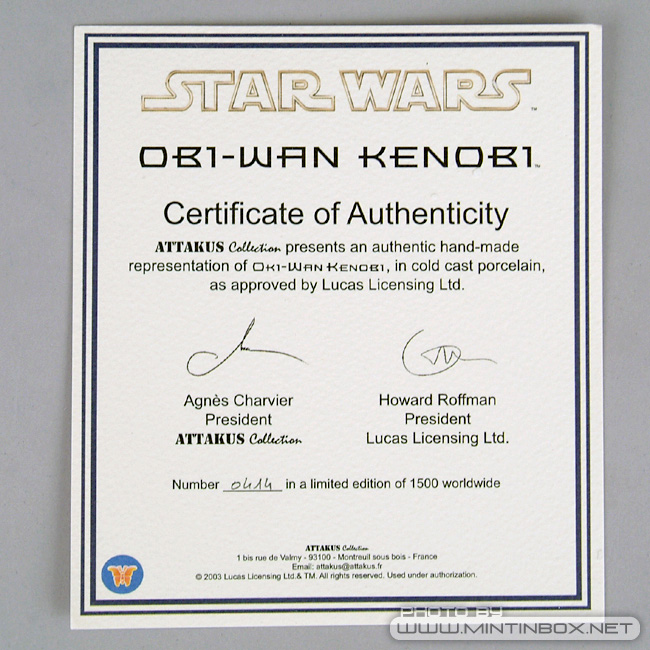 STAR WARS™
OBI-WAN KENOBI™
Certificate of Authenticity
ATTAKUS Collection presents an authentic hand-made
representation of OKI-WAN KENOBI, in cold cast porcelain,
as approved by Lucas Licensing Ltd.
Agnès Charvier
President
ATTAKUS Collection
Howard Roffman
President
Lucas Licensing Ltd.
Number 0414 in a limited edition of 1500 worldwide
ATTAKUS Collection
1 bis rue de Valmy - 93100 - Montreuil sous bois - France
Email: attakus@attakus.fr
© 2003 Lucas Licensing Ltd.& TM. All rights reserved. Used under authorization.
PHOTO BY
WWW.MINTINBOX.NET